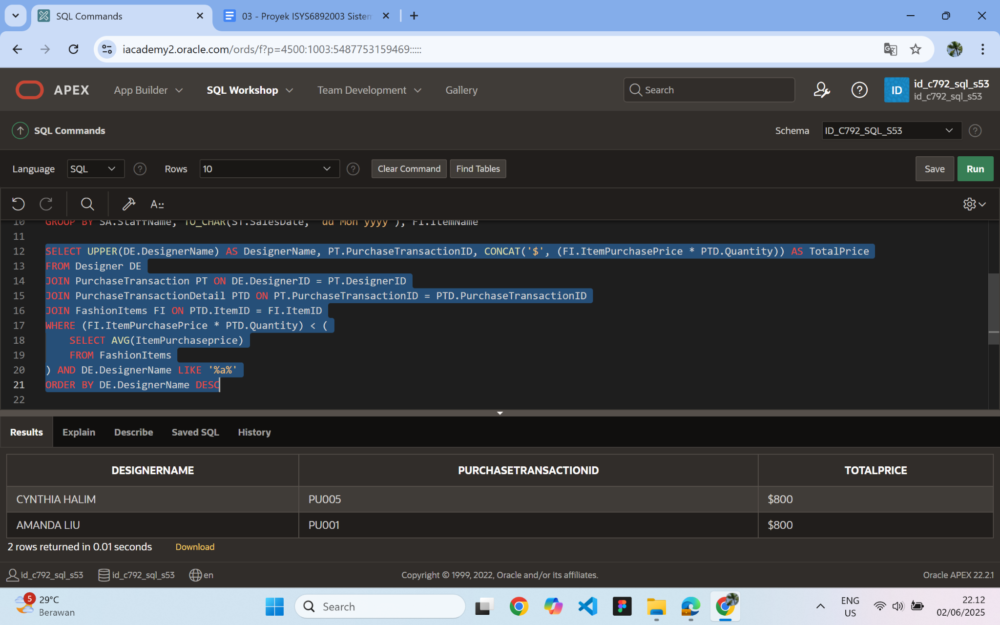 SQL Commands
03 - Proyek ISYS6892003 Sistem
iacademy2.oracle.com/ords/f?p=4500:1003:5487753159469:::::
APEX App Builder SQL Workshop Team Development Gallery Search ID id_c792_sql_s53
id_c792_sql_s53
SQL Commands Schema ID_C792_SQL_S53
Language SQL Rows 10 Clear Command Find Tables Save Run
10 GROUP BY SA.StaffName, TO_CHAR(ST.SalesDate, 'dd Mon yyyy'), FI.ItemName
11
12 SELECT UPPER(DE.DesignerName) AS DesignerName, PT.PurchaseTransactionID, CONCAT('$', (FI.ItemPurchasePrice * PTD.Quantity)) AS TotalPrice
13 FROM Designer DE
14 JOIN PurchaseTransaction PT ON DE.DesignerID = PT.DesignerID
15 JOIN PurchaseTransactionDetail PTD ON PT.PurchaseTransactionID = PTD.PurchaseTransactionID
16 JOIN FashionItems FI ON PTD.ItemID = FI.ItemID
17 WHERE (FI.ItemPurchasePrice * PTD.Quantity) < (
18 SELECT AVG(ItemPurchaseprice)
19 FROM FashionItems
20 ) AND DE.DesignerName LIKE '%a%'
21 ORDER BY DE.DesignerName DESC
22
Results Explain Describe Saved SQL History
DESIGNERNAME PURCHASETRANSACTIONID TOTALPRICE
CYNTHIA HALIM PU005 $800
AMANDA LIU PU001 $800
2 rows returned in 0.01 seconds Download
id_c792_sql_s53 id_c792_sql_s53 en Copyright © 1999, 2022, Oracle and/or its affiliates. Oracle APEX 22.2.1
5 29°C
Berawan
Search
ENG
US
22.12
02/06/2025